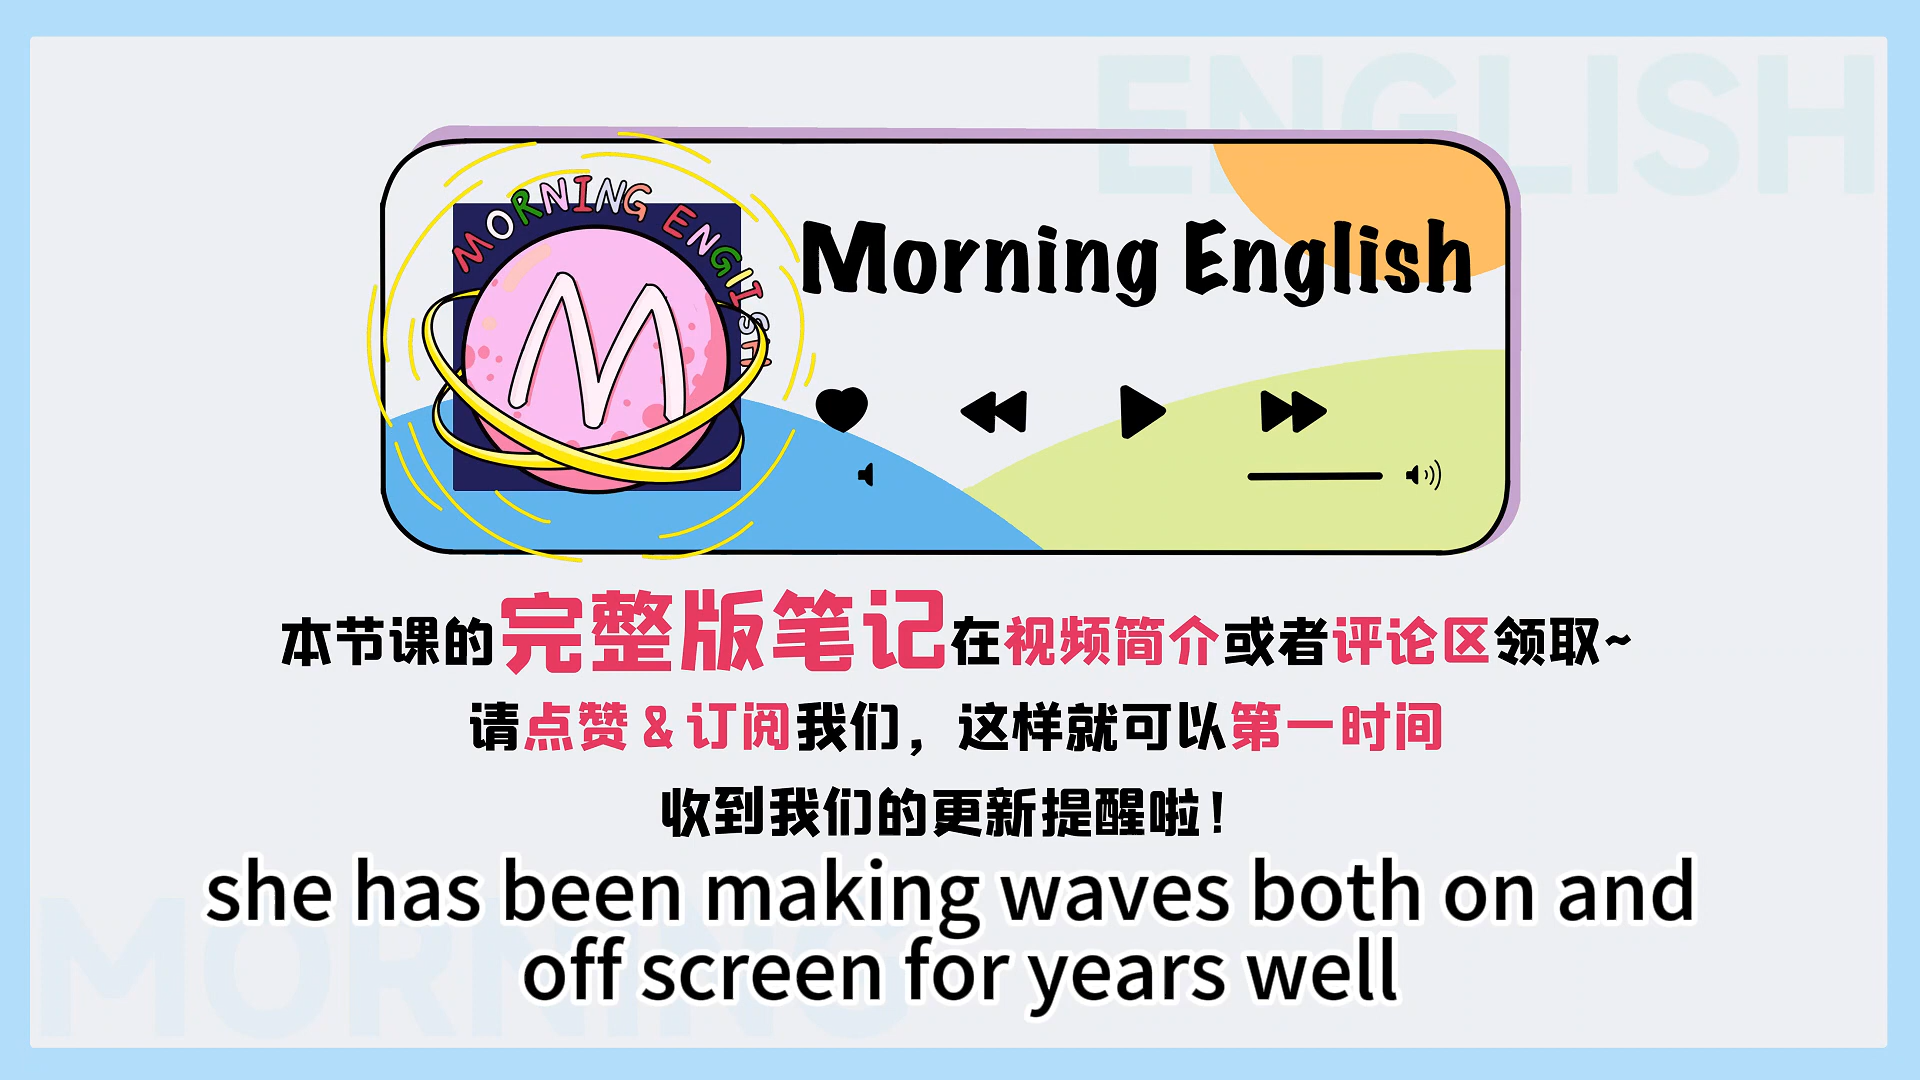 ENGLISH
MORNING ENGLISH
M
Morning English
本节课的完整版笔记在视频简介或者评论区领取~
请点赞&订阅我们，这样就可以第一时间
收到我们的更新提醒啦！
she has been making waves both on and
off screen for years well
MORNING